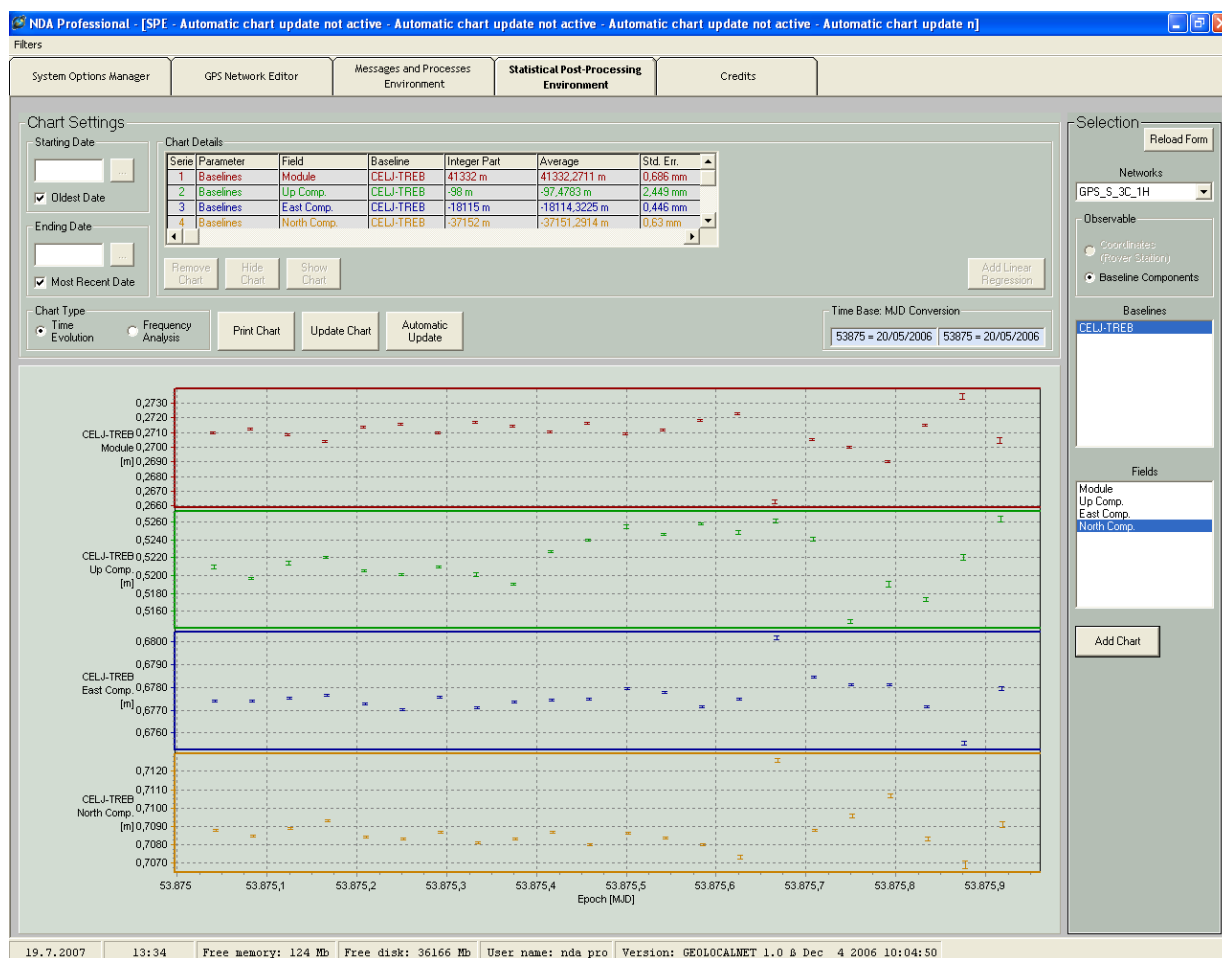 NDA Professional - [SPE - Automatic chart update not active - Automatic chart update not active - Automatic chart update not active - Automatic chart update n]
Filters
System Options Manager
GPS Network Editor
Messages and Processes Environment
Statistical Post-Processing Environment
Credits
Chart Settings
Starting Date
...
Oldest Date
Ending Date
...
Most Recent Date
Chart Details
Serie Parameter Field Baseline Integer Part Average Std. Err.
1 Baselines Module CELJ-TREB 41332 m 41332,2711 m 0,686 mm
2 Baselines Up Comp. CELJ-TREB -98 m -97,4783 m 2,449 mm
3 Baselines East Comp. CELJ-TREB -18115 m -18114,3225 m 0,446 mm
4 Baselines North Comp. CELJ-TREB -37152 m -37151,2914 m 0,63 mm
Remove Chart
Hide Chart
Show Chart
Add Linear Regression
Chart Type
Time Evolution
Frequency Analysis
Print Chart
Update Chart
Automatic Update
Time Base: MJD Conversion
53875 = 20/05/2006 53875 = 20/05/2006
Selection
Reload Form
Networks
GPS_S_3C_1H
Observable
Coordinates (Rover Station)
Baseline Components
Baselines
CELJ-TREB
Fields
Module
Up Comp.
East Comp.
North Comp.
Add Chart
CELJ-TREB
Module
[m]
0,2730
0,2720
0,2710
0,2700
0,2690
0,2680
0,2670
0,2660
CELJ-TREB
Up Comp.
[m]
0,5260
0,5240
0,5220
0,5200
0,5180
0,5160
CELJ-TREB
East Comp.
[m]
0,6800
0,6790
0,6780
0,6770
0,6760
CELJ-TREB
North Comp.
[m]
0,7120
0,7110
0,7100
0,7090
0,7080
0,7070
53.875 53.875,1 53.875,2 53.875,3 53.875,4 53.875,5 53.875,6 53.875,7 53.875,8 53.875,9
Epoch [MJD]
19.7.2007 13:34 Free memory: 124 Mb Free disk: 36166 Mb User name: nda pro Version: GEOLOCALNET 1.0 ß Dec 4 2006 10:04:50